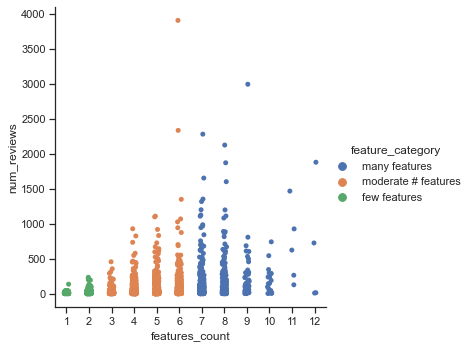 4000
3500
3000
2500
2000
1500
1000
500
0
num_reviews
1 2 3 4 5 6 7 8 9 10 11 12
features_count
feature_category
many features
moderate # features
few features